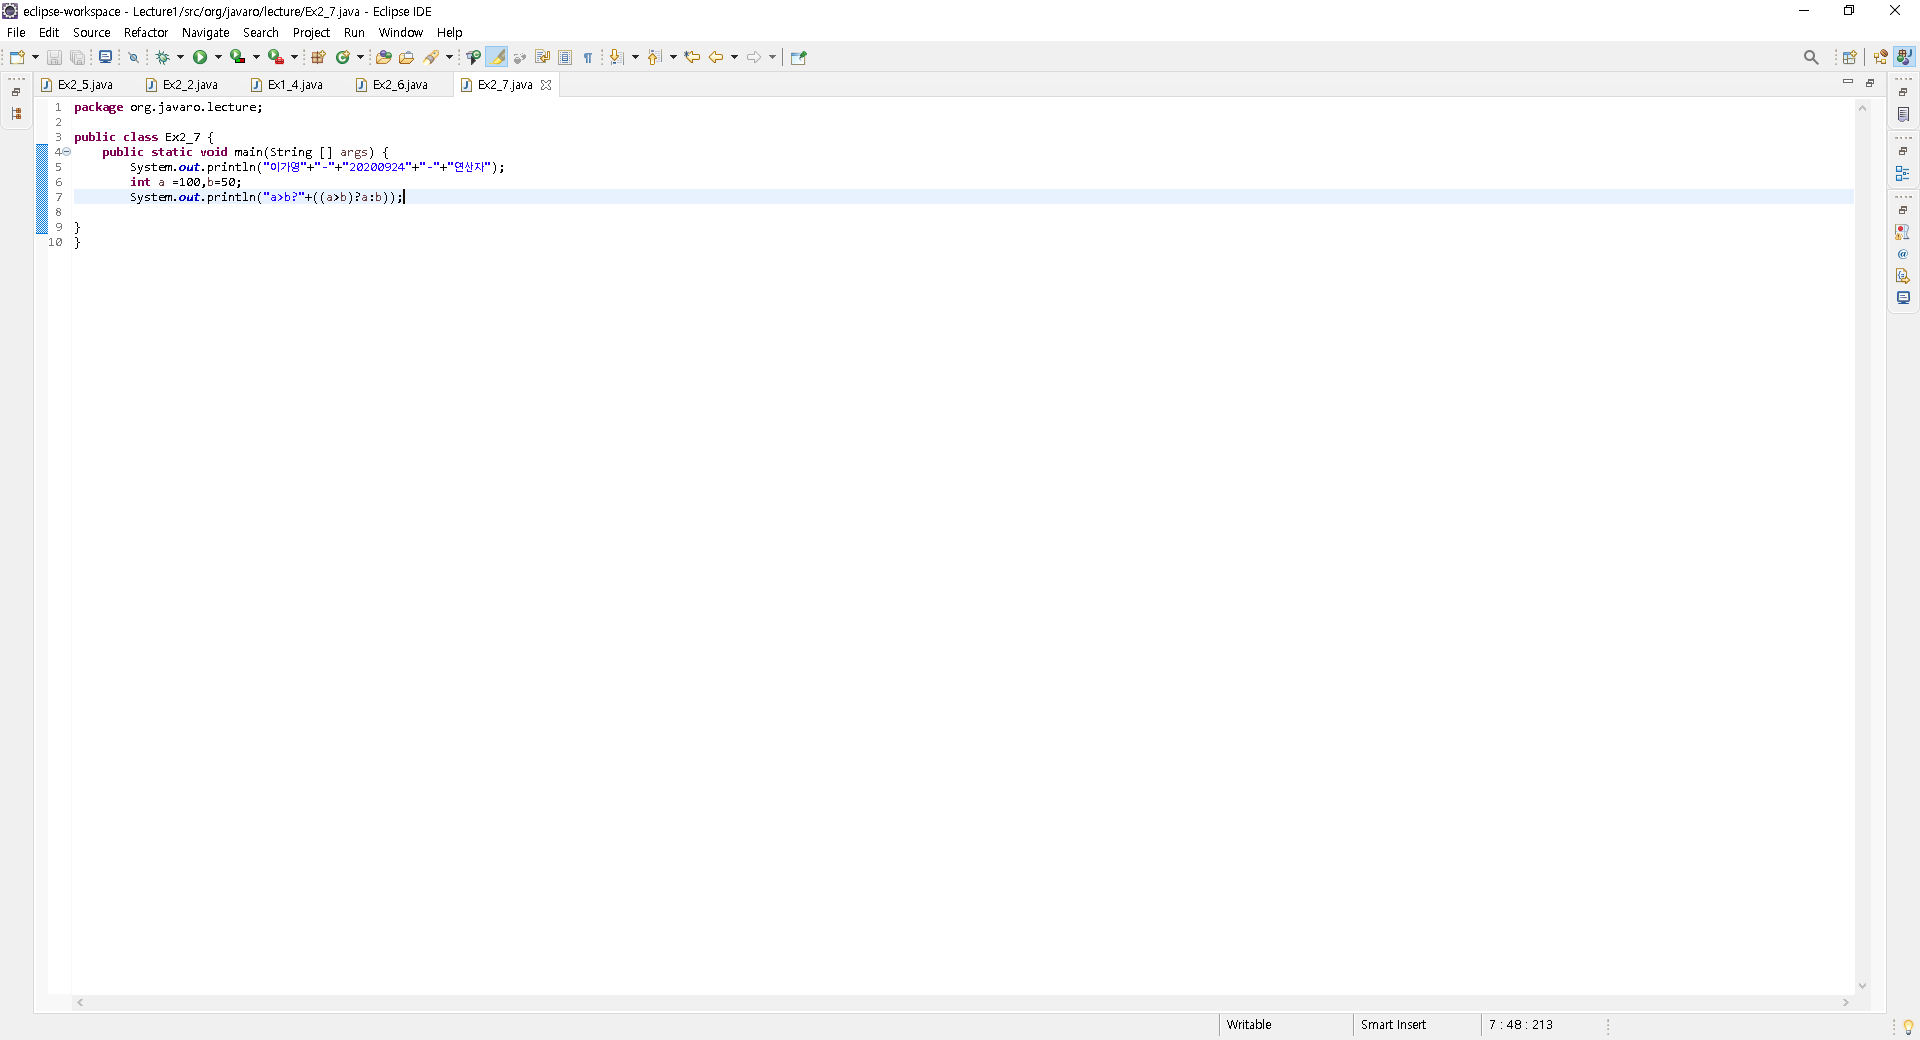 eclipse-workspace - Lecture1/src/org/javaro/lecture/Ex2_7.java - Eclipse IDE
File Edit Source Refactor Navigate Search Project Run Window Help
Ex2_5.java Ex2_2.java Ex1_4.java Ex2_6.java Ex2_7.java
1 package org.javaro.lecture;
2
3 public class Ex2_7 {
4 public static void main(String [] args) {
5 System.out.println("이가영"+"-"+"20200924"+"-"+"연산자");
6 int a =100,b=50;
7 System.out.println("a>b?"+((a>b)?a:b));
8
9 }
10 }
Writable Smart Insert 7 : 48 : 213